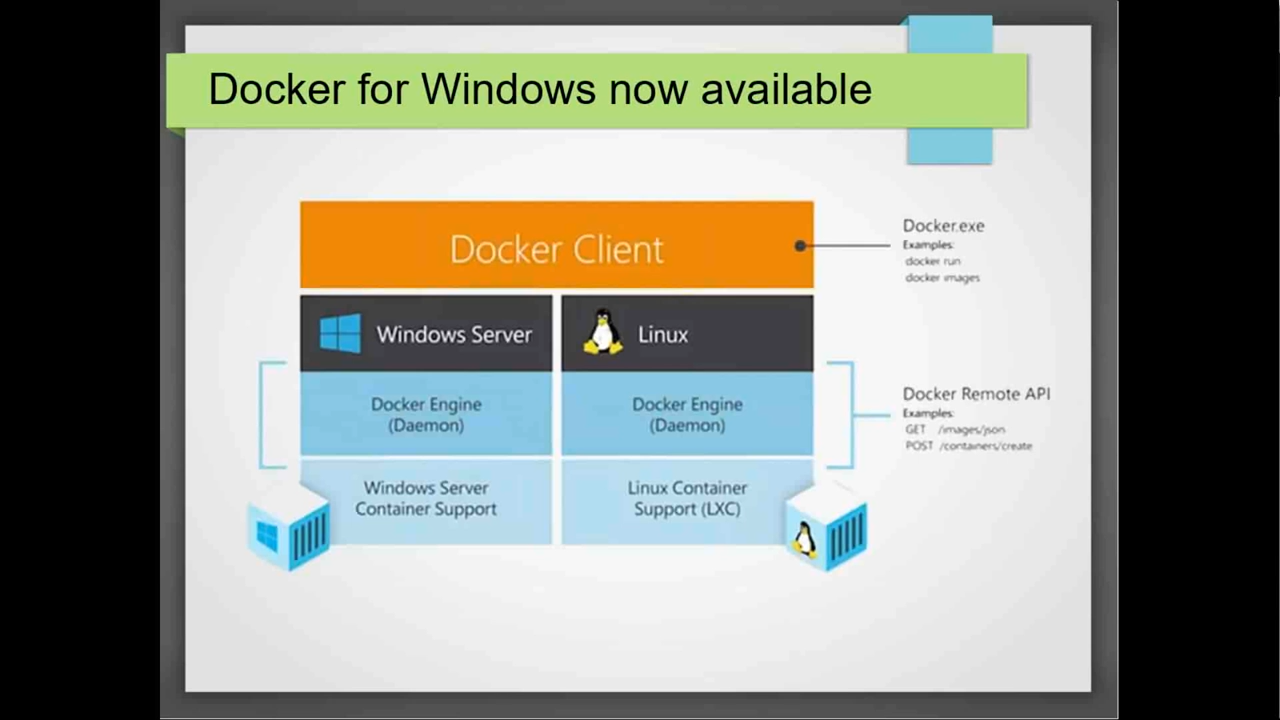 Docker for Windows now available
Docker Client
Docker.exe
Examples:
docker run
docker images
Windows Server
Linux
Docker Engine
(Daemon)
Docker Engine
(Daemon)
Docker Remote API
Examples:
GET /images/json
POST /containers/create
Windows Server
Container Support
Linux Container
Support (LXC)